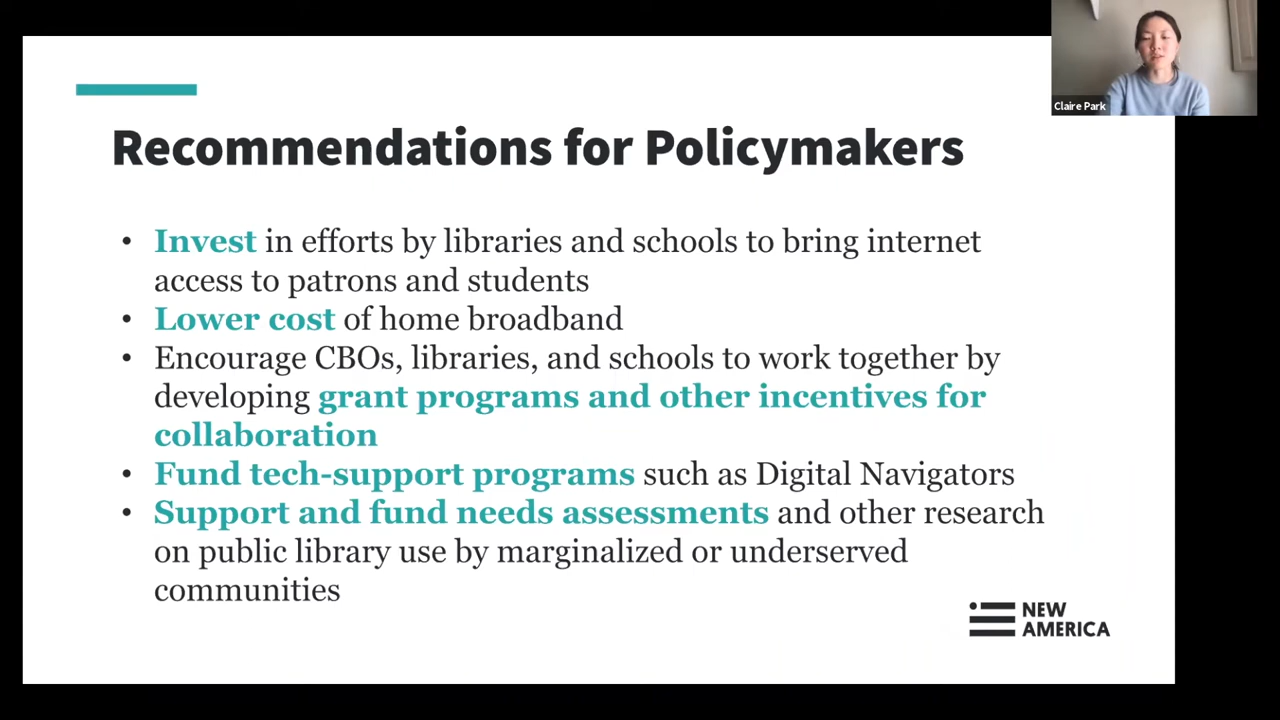 Claire Park
Recommendations for Policymakers
• Invest in efforts by libraries and schools to bring internet
access to patrons and students
• Lower cost of home broadband
• Encourage CBOs, libraries, and schools to work together by
developing grant programs and other incentives for
collaboration
• Fund tech-support programs such as Digital Navigators
• Support and fund needs assessments and other research
on public library use by marginalized or underserved
communities
NEW
AMERICA